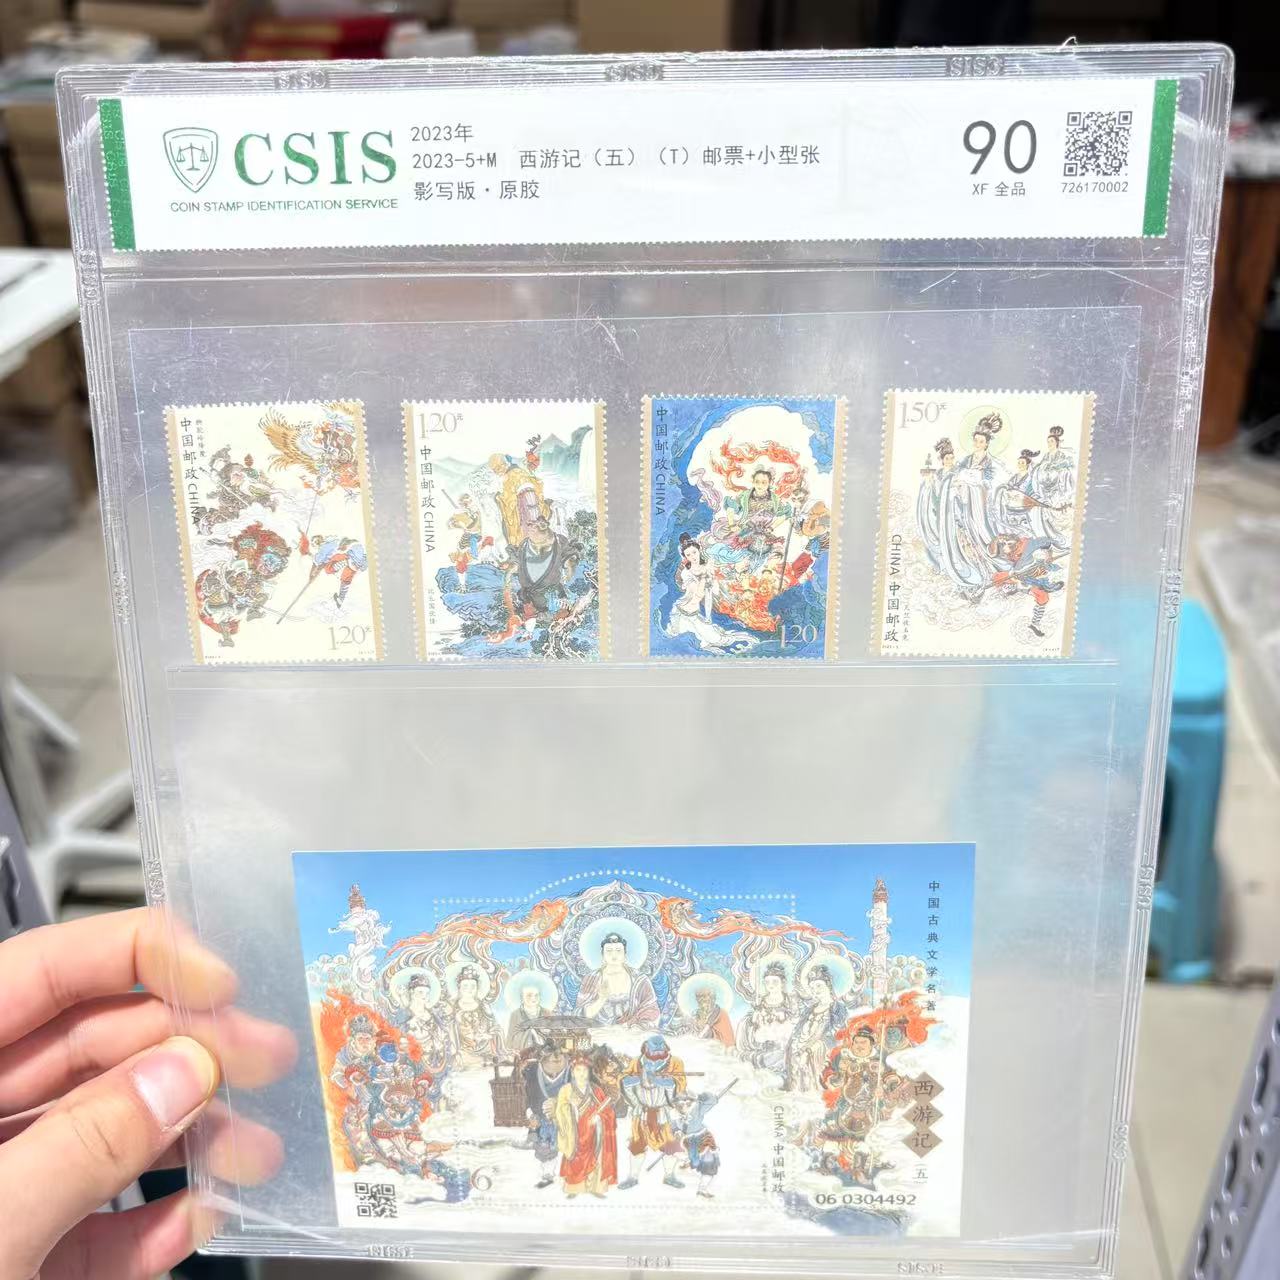 CSIS
COIN STAMP IDENTIFICATION SERVICE
2023年
2023-5+M 西游记（五）（T）邮票+小型张
影写版·原胶
90
XF 全品
726170002
中国邮政 CHINA
1.20元
1.20元
中国邮政 CHINA
中国邮政 CHINA
1.20
1.50元
CHINA 中国邮政
中国古典文学名著
西游记
(五)
CHINA 中国邮政
6元
06 0304492